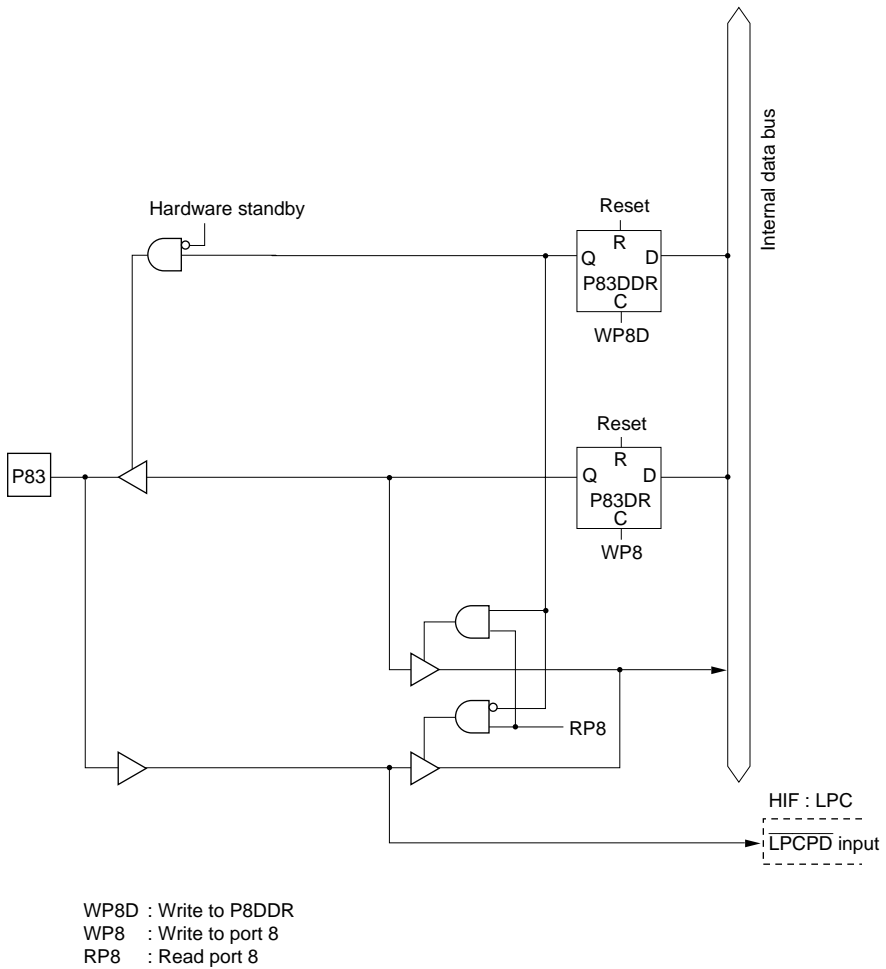 Internal data bus
Hardware standby
Reset
R
Q D
P83DDR
C
WP8D
Reset
P83
R
Q D
P83DR
C
WP8
RP8
HIF : LPC
LPCPD input
WP8D : Write to P8DDR
WP8 : Write to port 8
RP8 : Read port 8